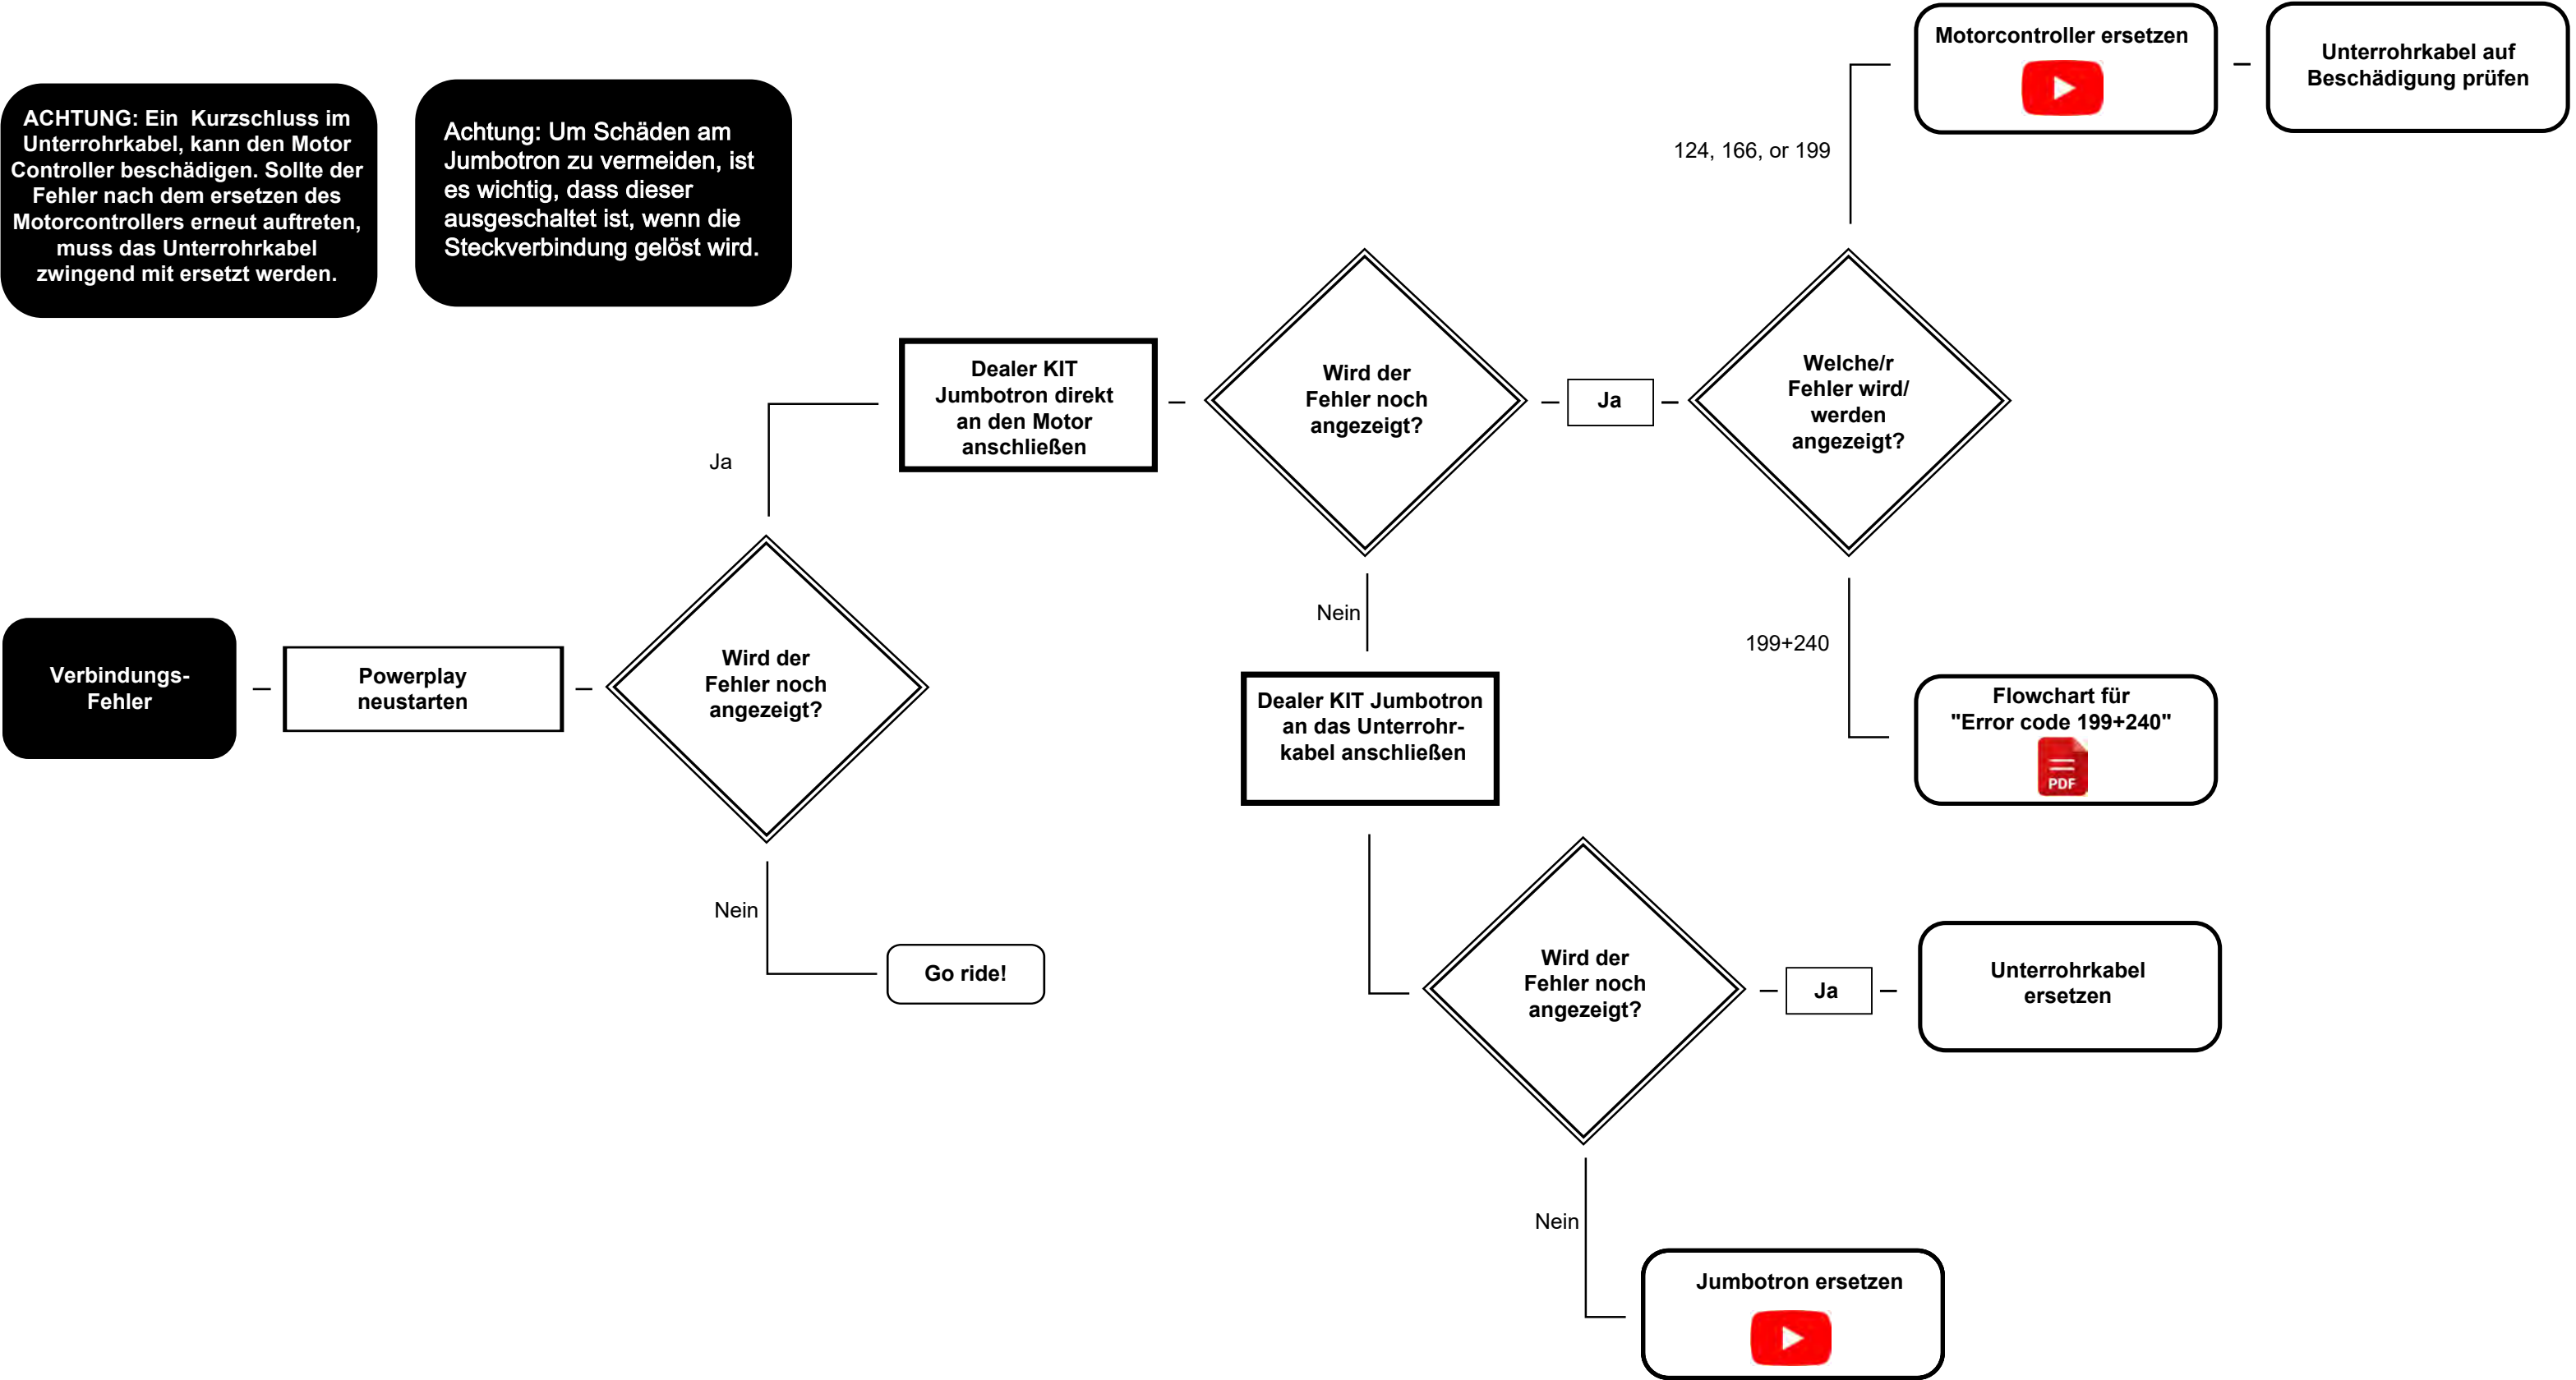 Motorcontroller ersetzen
Unterrohrkabel auf
Beschädigung prüfen
ACHTUNG: Ein  Kurzschluss im
Unterrohrkabel, kann den Motor
Controller beschädigen. Sollte der
Fehler nach dem ersetzen des
Motorcontrollers erneut auftreten,
muss das Unterrohrkabel
zwingend mit ersetzt werden.
Achtung: Um Schäden am
Jumbotron zu vermeiden, ist
es wichtig, dass dieser
ausgeschaltet ist, wenn die
Steckverbindung gelöst wird.
124, 166, or 199
Dealer KIT
Jumbotron direkt
an den Motor
anschließen
Wird der
Fehler noch
angezeigt?
Ja
Welche/r
Fehler wird/
werden
angezeigt?
Ja
Nein
199+240
Verbindungs-
Fehler
Powerplay
neustarten
Wird der
Fehler noch
angezeigt?
Dealer KIT Jumbotron
an das Unterrohr-
kabel anschließen
Flowchart für
"Error code 199+240"
PDF
Nein
Go ride!
Wird der
Fehler noch
angezeigt?
Ja
Unterrohrkabel
ersetzen
Nein
Jumbotron ersetzen